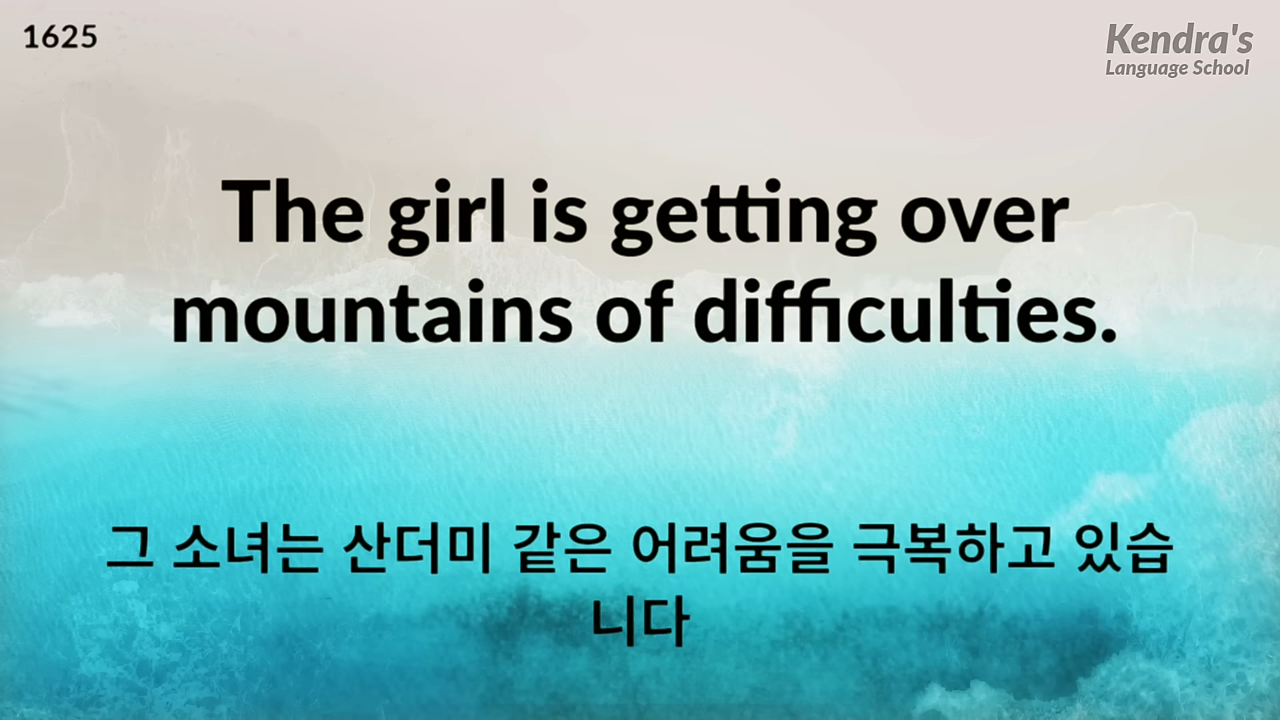 1625
Kendra's
Language School
The girl is getting over
mountains of difficulties.
그 소녀는 산더미 같은 어려움을 극복하고 있습
니다